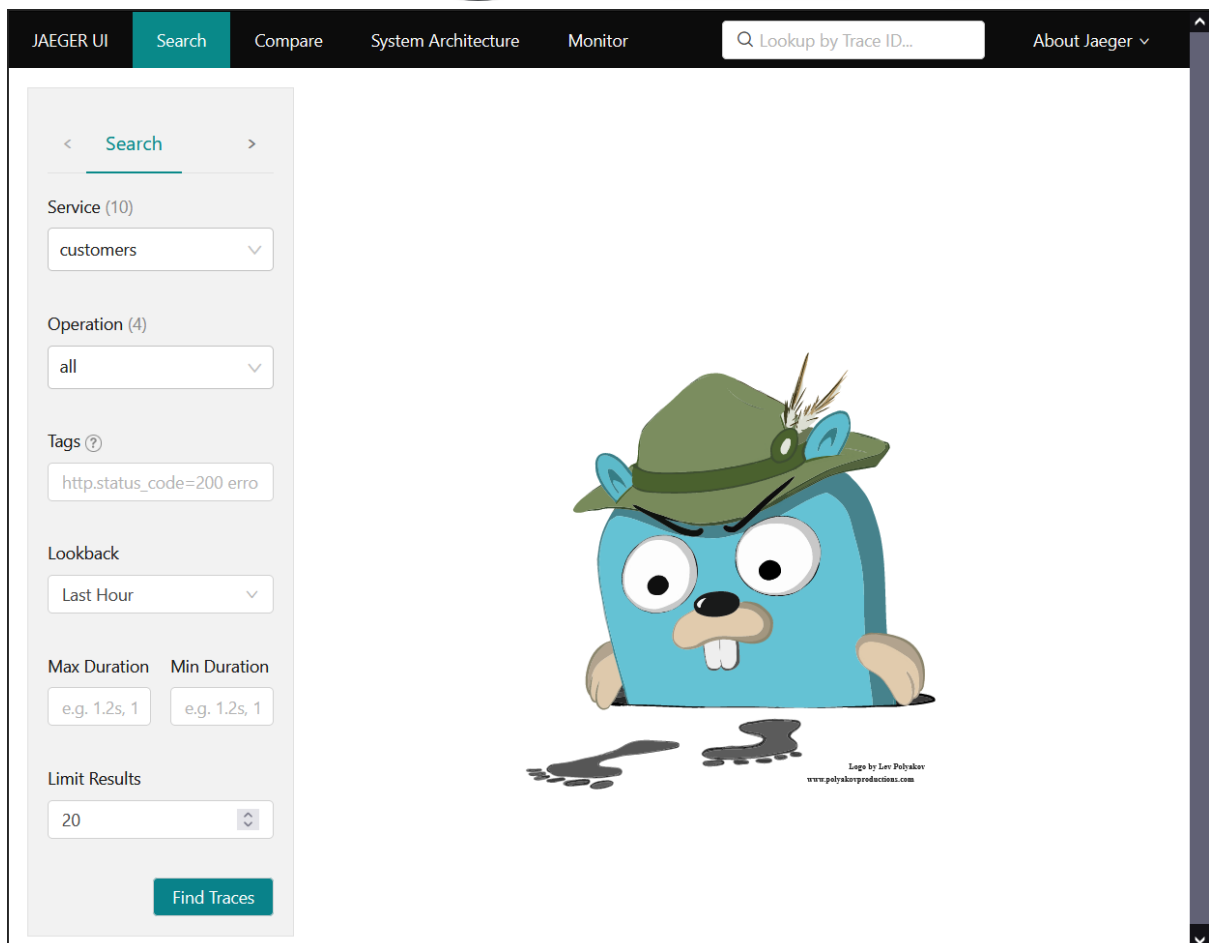 JAEGER UI Search Compare System Architecture Monitor Lookup by Trace ID... About Jaeger
Search
Service (10)
customers
Operation (4)
all
Tags
http.status_code=200 erro
Lookback
Last Hour
Max Duration Min Duration
e.g. 1.2s, 1 e.g. 1.2s, 1
Limit Results
20
Find Traces
Logo by Lev Polyakov
www.polyakovproductions.com